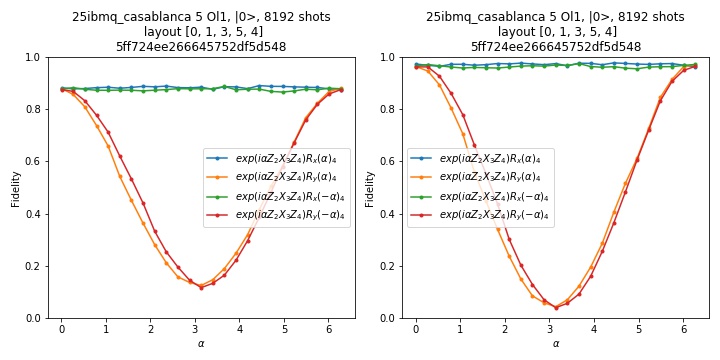 25ibmq_casablanca 5 Ol1, |0>, 8192 shots
layout [0, 1, 3, 5, 4]
5ff724ee266645752df5d548
1.0
0.8
0.6
0.4
0.2
0.0
Fidelity
exp(iαZ₂X₃Z₄)Rₓ(α)₄
exp(iαZ₂X₃Z₄)Rᵧ(α)₄
exp(iαZ₂X₃Z₄)Rₓ(−α)₄
exp(iαZ₂X₃Z₄)Rᵧ(−α)₄
0 1 2 3 4 5 6
α
25ibmq_casablanca 5 Ol1, |0>, 8192 shots
layout [0, 1, 3, 5, 4]
5ff724ee266645752df5d548
1.0
0.8
0.6
0.4
0.2
0.0
Fidelity
exp(iαZ₂X₃Z₄)Rₓ(α)₄
exp(iαZ₂X₃Z₄)Rᵧ(α)₄
exp(iαZ₂X₃Z₄)Rₓ(−α)₄
exp(iαZ₂X₃Z₄)Rᵧ(−α)₄
0 1 2 3 4 5 6
α